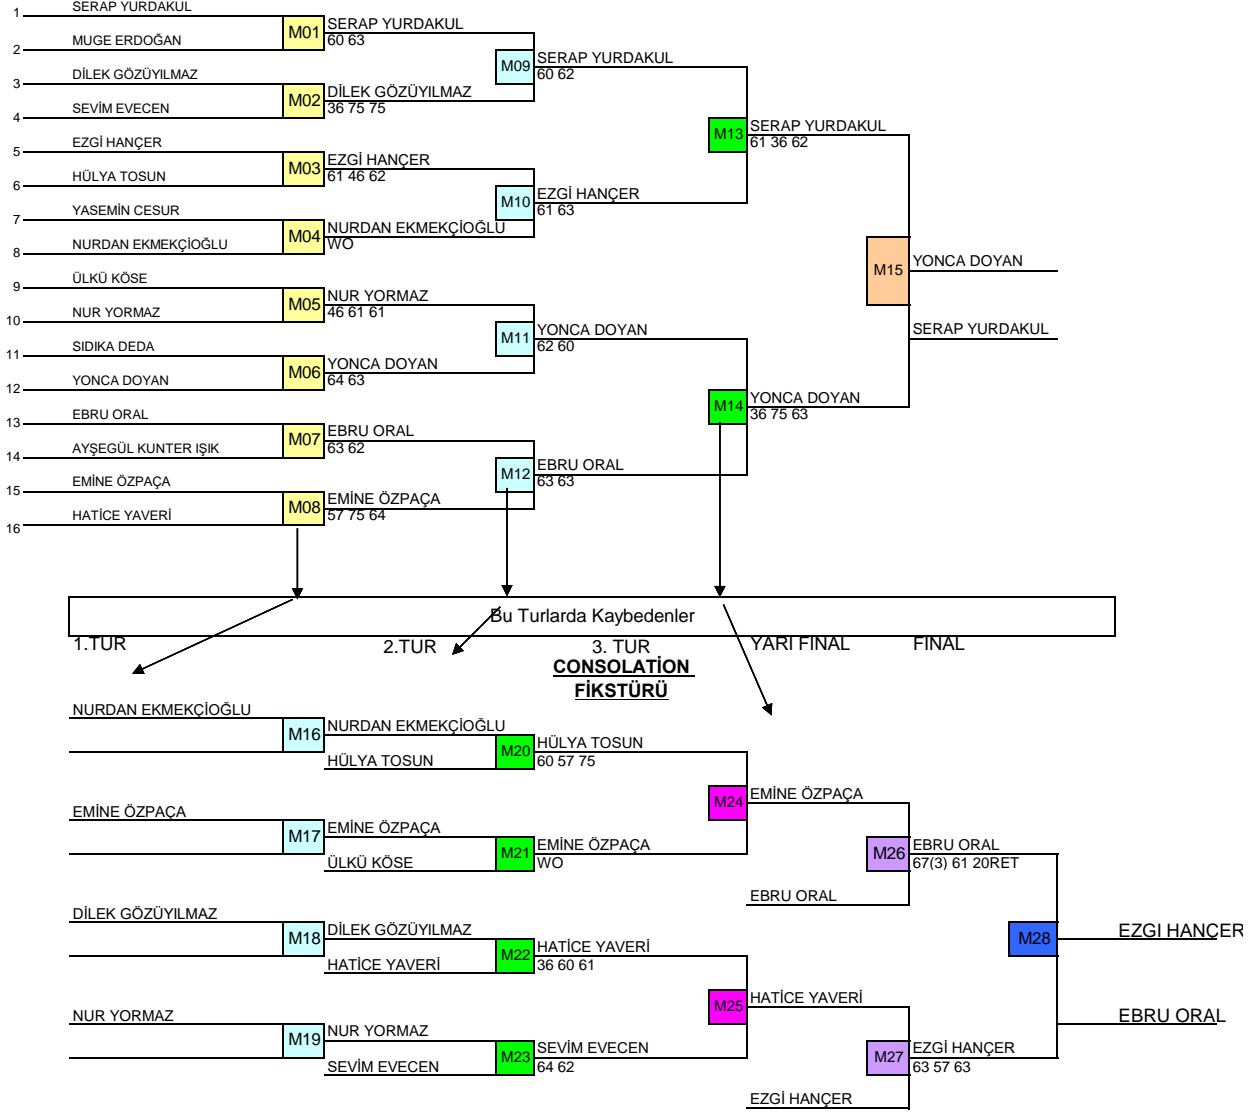 1 SERAP YURDAKUL
M01 SERAP YURDAKUL
60 63
2 MUGE ERDOĞAN
M09 SERAP YURDAKUL
60 62
3 DİLEK GÖZÜYILMAZ
M02 DİLEK GÖZÜYILMAZ
36 75 75
4 SEVİM EVECEN
M13 SERAP YURDAKUL
61 36 62
5 EZGİ HANÇER
M03 EZGİ HANÇER
61 46 62
6 HÜLYA TOSUN
M10 EZGİ HANÇER
61 63
7 YASEMİN CESUR
M04 NURDAN EKMEKÇİOĞLU
WO
8 NURDAN EKMEKÇİOĞLU
M15 YONCA DOYAN
9 ÜLKÜ KÖSE
M05 NUR YORMAZ
46 61 61
10 NUR YORMAZ
M11 YONCA DOYAN
62 60
SERAP YURDAKUL
11 SIDIKA DEDA
M06 YONCA DOYAN
64 63
12 YONCA DOYAN
M14 YONCA DOYAN
36 75 63
13 EBRU ORAL
M07 EBRU ORAL
63 62
14 AYŞEGÜL KUNTER IŞIK
M12 EBRU ORAL
63 63
15 EMİNE ÖZPAÇA
M08 EMİNE ÖZPAÇA
57 75 64
16 HATİCE YAVERİ
Bu Turlarda Kaybedenler
1.TUR 2.TUR 3. TUR YARI FINAL FINAL
CONSOLATİON
FİKSTÜRÜ
NURDAN EKMEKÇİOĞLU
M16 NURDAN EKMEKÇİOĞLU
M20 HÜLYA TOSUN
60 57 75
HÜLYA TOSUN
M24 EMİNE ÖZPAÇA
EMİNE ÖZPAÇA
M17 EMİNE ÖZPAÇA
M21 EMİNE ÖZPAÇA
WO
ÜLKÜ KÖSE
M26 EBRU ORAL
67(3) 61 20RET
EBRU ORAL
DİLEK GÖZÜYILMAZ
M18 DİLEK GÖZÜYILMAZ
M22 HATİCE YAVERİ
36 60 61
HATİCE YAVERİ
M28 EZGI HANÇER
M25 HATİCE YAVERİ
NUR YORMAZ
EBRU ORAL
M19 NUR YORMAZ
M23 SEVİM EVECEN
64 62
SEVİM EVECEN
M27 EZGİ HANÇER
63 57 63
EZGİ HANÇER